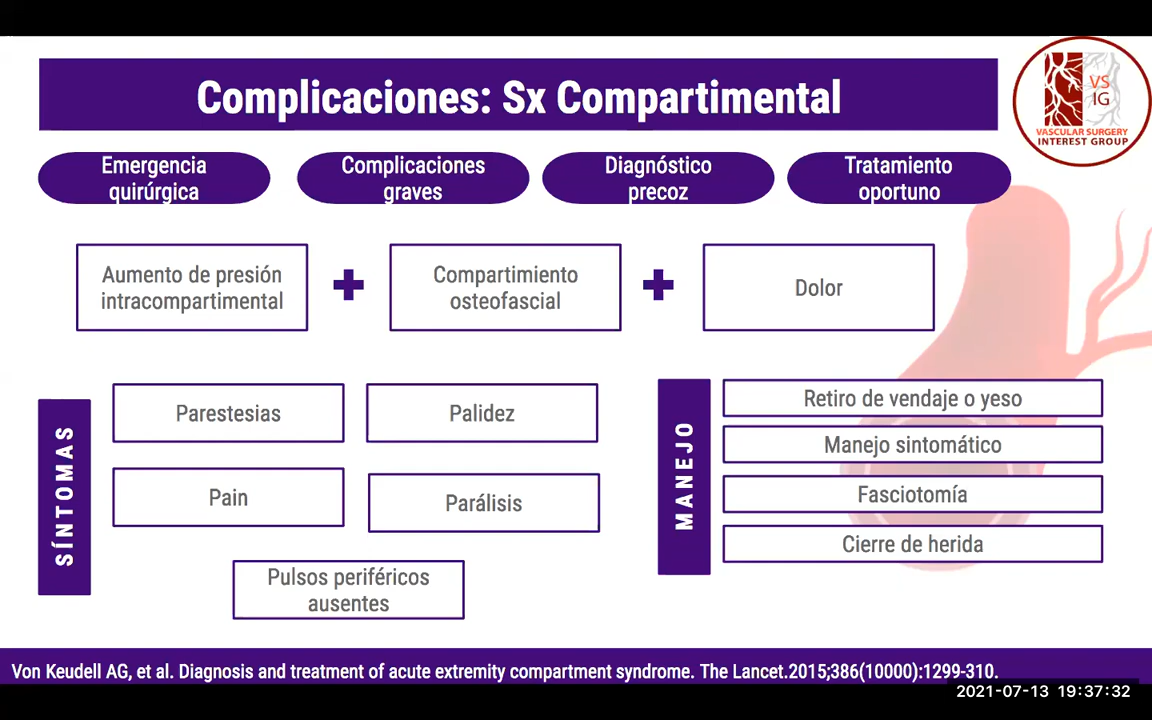 Complicaciones: Sx Compartimental
VS
IG
VASCULAR SURGERY
INTEREST GROUP
Emergencia
quirúrgica
Complicaciones
graves
Diagnóstico
precoz
Tratamiento
oportuno
Aumento de presión
intracompartimental
Compartimiento
osteofascial
Dolor
SÍNTOMAS
Parestesias
Palidez
Pain
Parálisis
Pulsos periféricos
ausentes
MANEJO
Retiro de vendaje o yeso
Manejo sintomático
Fasciotomía
Cierre de herida
Von Keudell AG, et al. Diagnosis and treatment of acute extremity compartment syndrome. The Lancet.2015;386(10000):1299-310.
2021-07-13 19:37:32